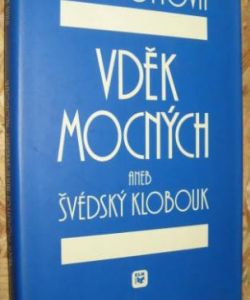 VDĚK
MOCNÝCH
ANEB
ŠVÉDSKÝ KLOBOUK